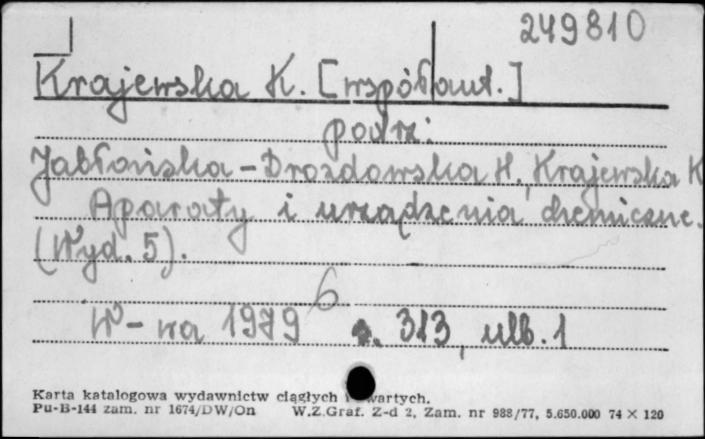 249810
Krajewska K. [współaut.]
podrz:
Jabłońska-Drozdowska H., Krajewska K
Aparaty i urządzenia chemiczne.
(Wyd. 5).
6
W-wa 1979 s. 313, ulb. 1
Karta katalogowa wydawnictw ciągłych i zwartych.
Pu-B-144 zam. nr 1674/DW/On W.Z.Graf. Z-d 2, Zam. nr 988/77, 5.650.000 74 × 120